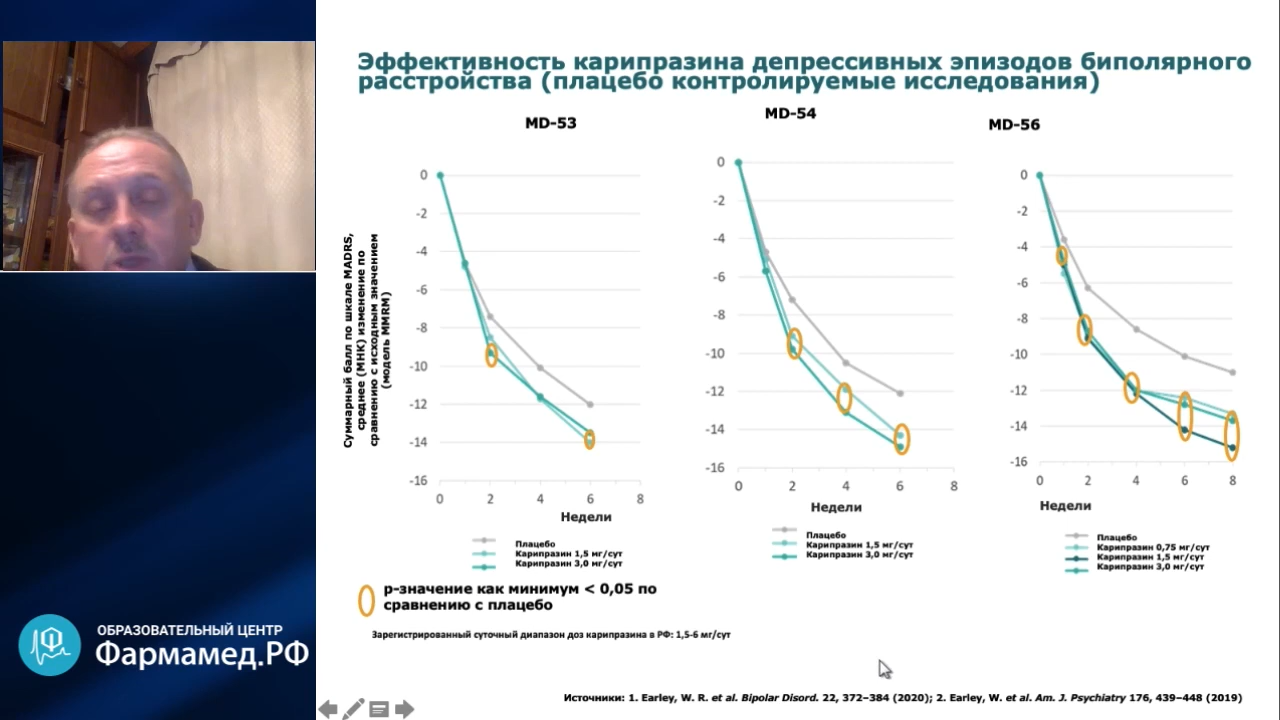 Эффективность карипразина депрессивных эпизодов биполярного
расстройства (плацебо контролируемые исследования)
MD-53
MD-54
MD-56
Суммарный балл по шкале MADRS,
среднее (МНК) изменение по
сравнению с исходным значением
(модель MMRM)
0
-2
-4
-6
-8
-10
-12
-14
-16
0 2 4 6 8
Недели
Плацебо
Карипразин 1,5 мг/сут
Карипразин 3,0 мг/сут
0
-2
-4
-6
-8
-10
-12
-14
-16
0 2 4 6 8
Недели
Плацебо
Карипразин 1,5 мг/сут
Карипразин 3,0 мг/сут
0
-2
-4
-6
-8
-10
-12
-14
-16
0 2 4 6 8
Недели
Плацебо
Карипразин 0,75 мг/сут
Карипразин 1,5 мг/сут
Карипразин 3,0 мг/сут
р-значение как минимум < 0,05 по
сравнению с плацебо
Зарегистрированный суточный диапазон доз карипразина в РФ: 1,5-6 мг/сут
Источники: 1. Earley, W. R. et al. Bipolar Disord. 22, 372–384 (2020); 2. Earley, W. et al. Am. J. Psychiatry 176, 439–448 (2019)
ОБРАЗОВАТЕЛЬНЫЙ ЦЕНТР
Фармамед.РФ